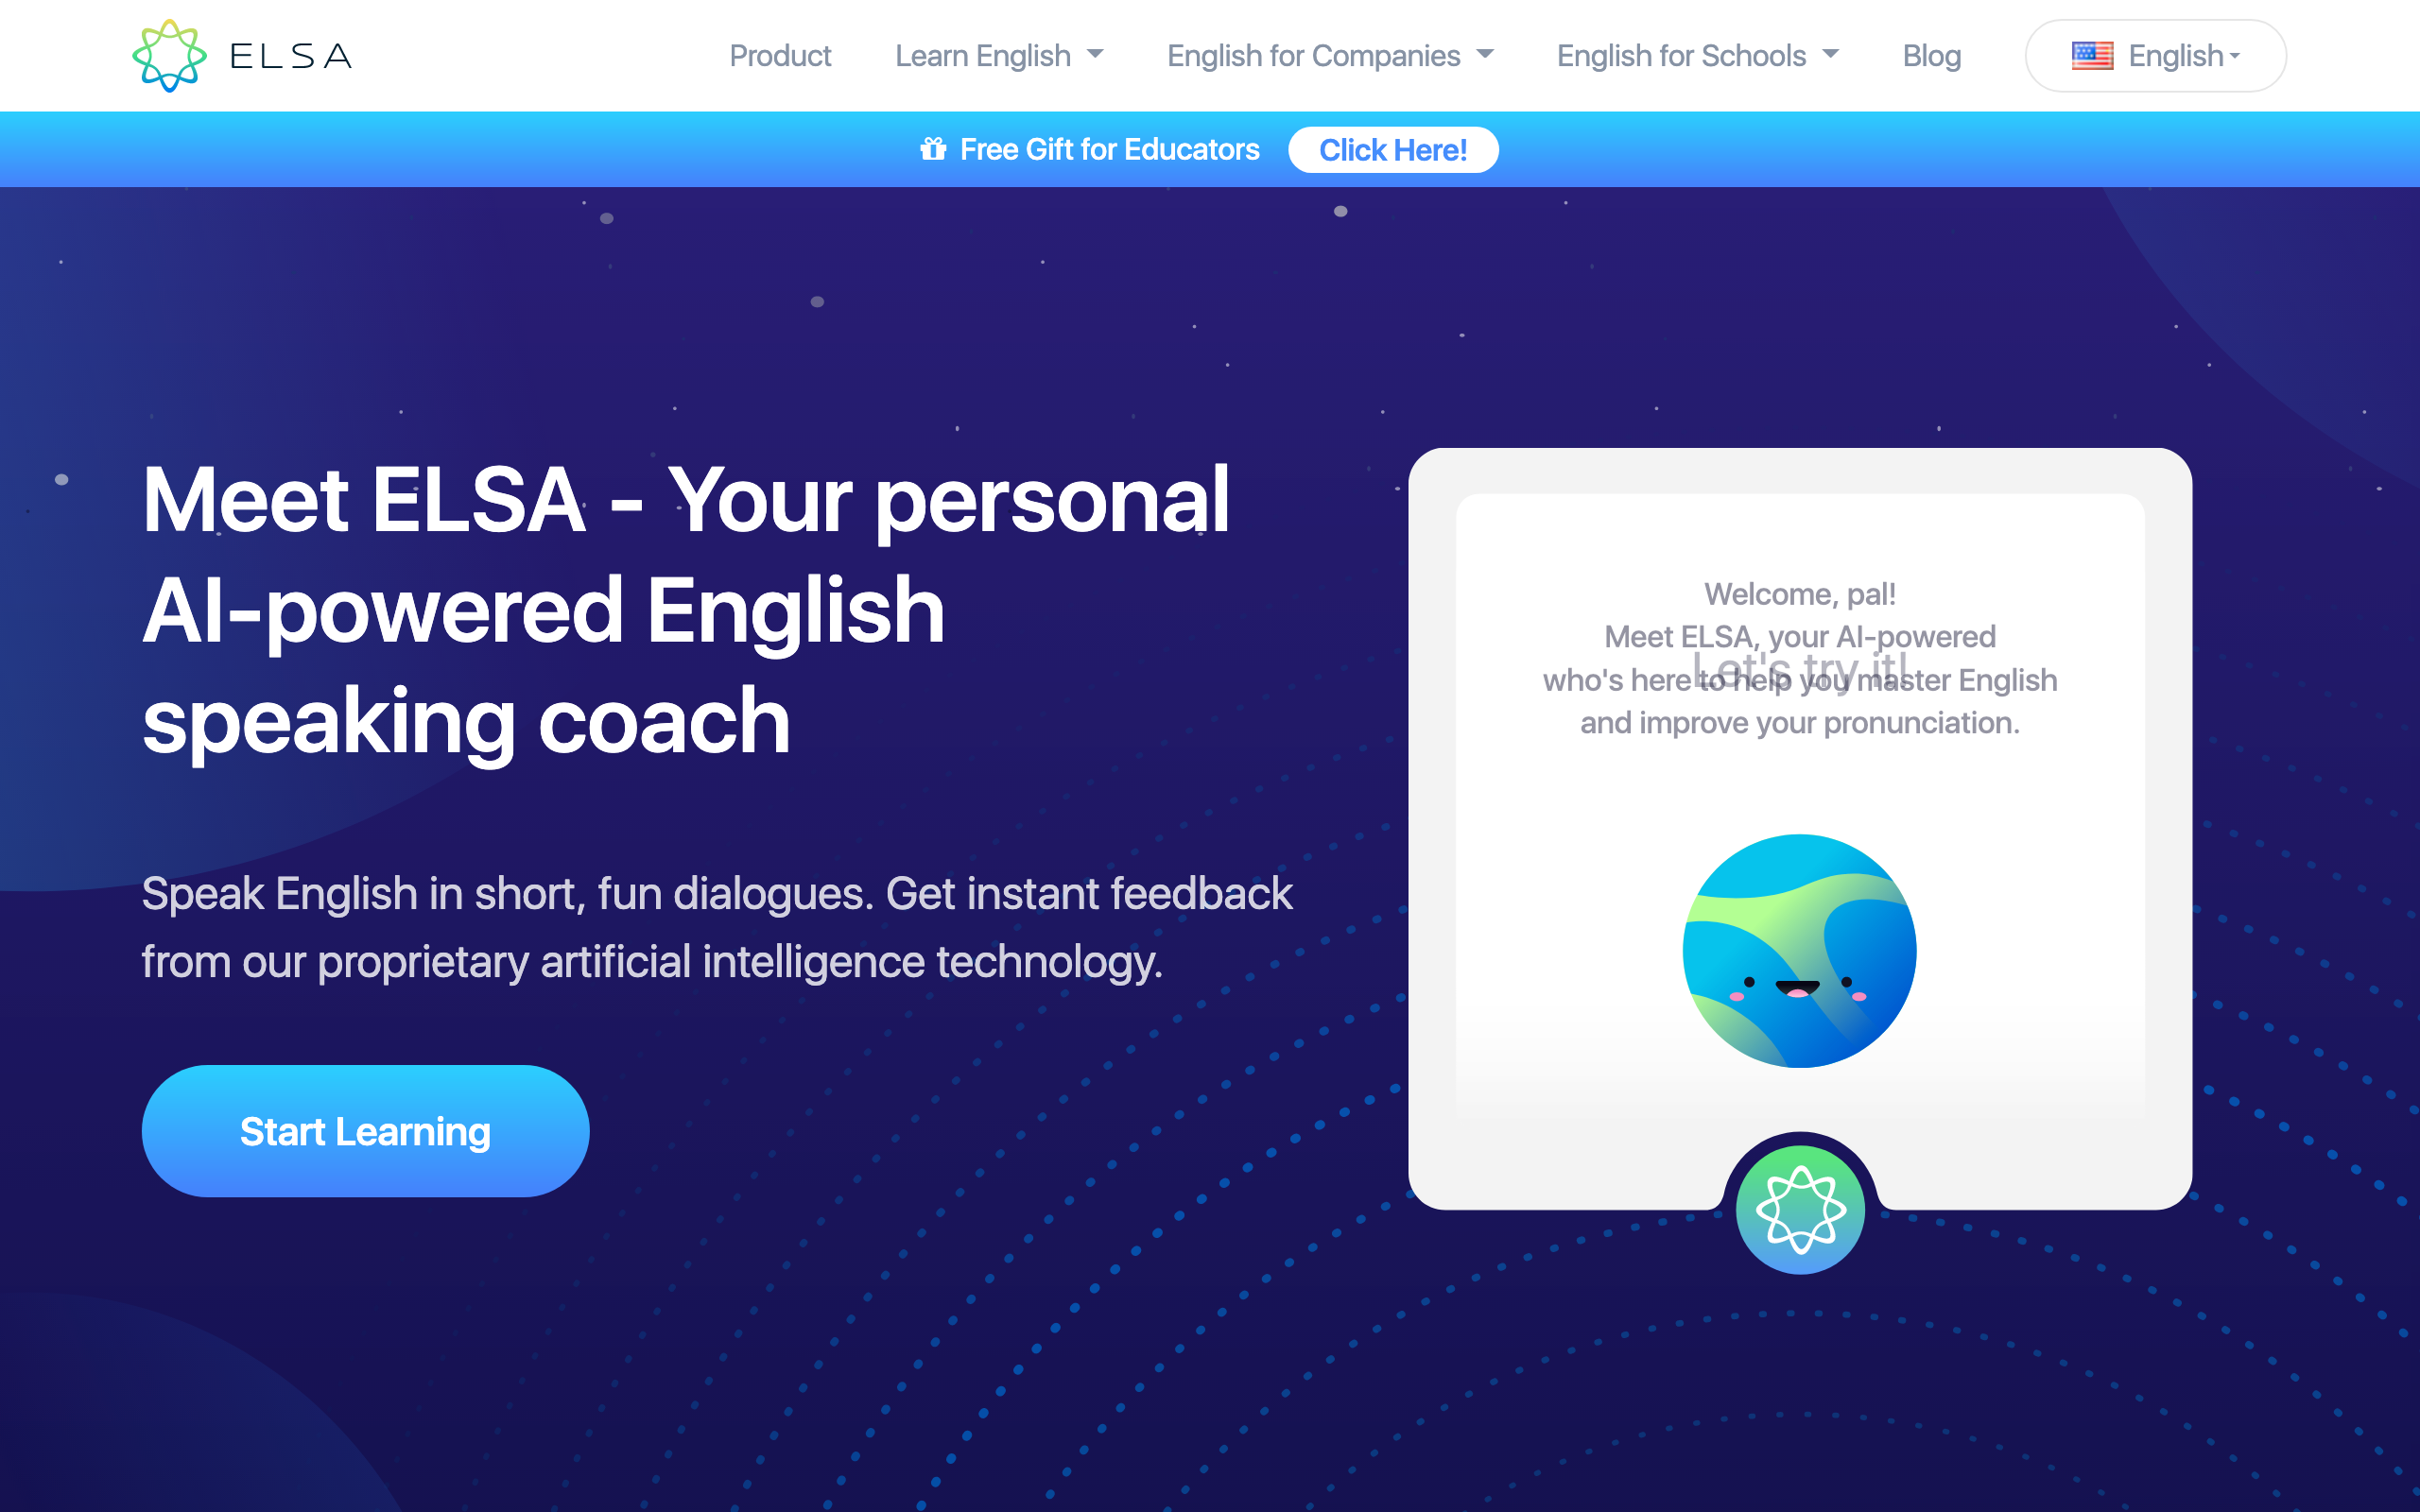 ELSA
Product
Learn English
English for Companies
English for Schools
Blog
English
Free Gift for Educators
Click Here!
Meet ELSA - Your personal
AI-powered English
speaking coach
Speak English in short, fun dialogues. Get instant feedback
from our proprietary artificial intelligence technology.
Start Learning
Welcome, pal!
Meet ELSA, your AI-powered
Let's try it!
who's here to help you master English
and improve your pronunciation.